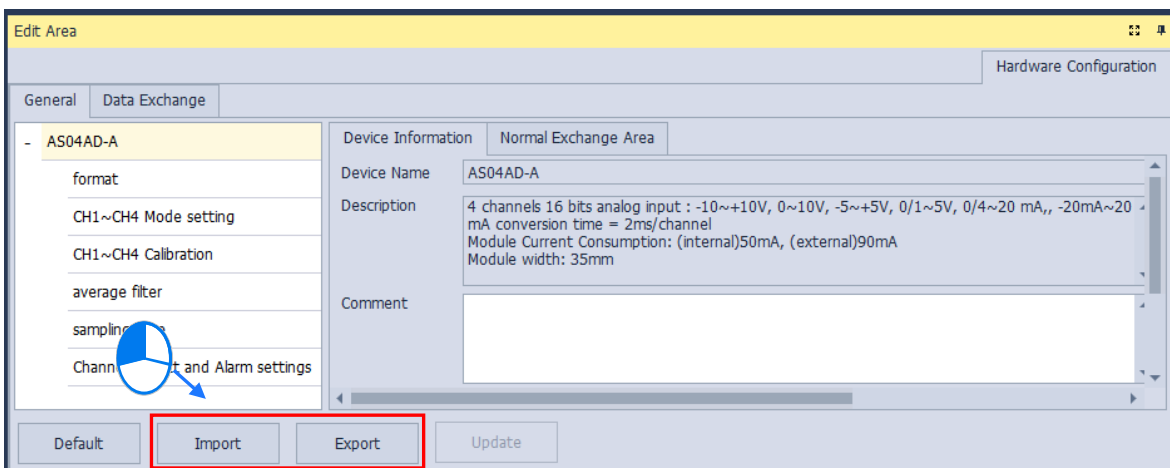 Edit Area
Hardware Configuration
General
Data Exchange
- AS04AD-A
format
CH1~CH4 Mode setting
CH1~CH4 Calibration
average filter
sampling
Chann t and Alarm settings
Device Information
Normal Exchange Area
Device Name
AS04AD-A
Description
4 channels 16 bits analog input : -10~+10V, 0~10V, -5~+5V, 0/1~5V, 0/4~20 mA,, -20mA~20
mA conversion time = 2ms/channel
Module Current Consumption: (internal)50mA, (external)90mA
Module width: 35mm
Comment
Default
Import
Export
Update